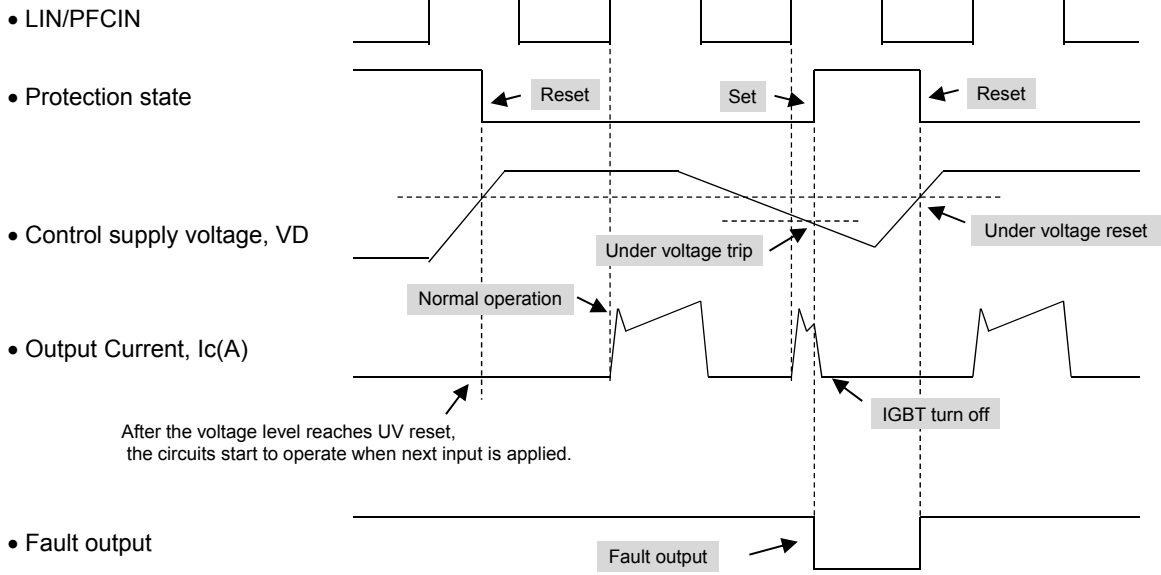 • LIN/PFCIN
• Protection state
Reset
Set
Reset
• Control supply voltage, VD
Under voltage trip
Under voltage reset
Normal operation
• Output Current, Ic(A)
IGBT turn off
After the voltage level reaches UV reset,
the circuits start to operate when next input is applied.
• Fault output
Fault output